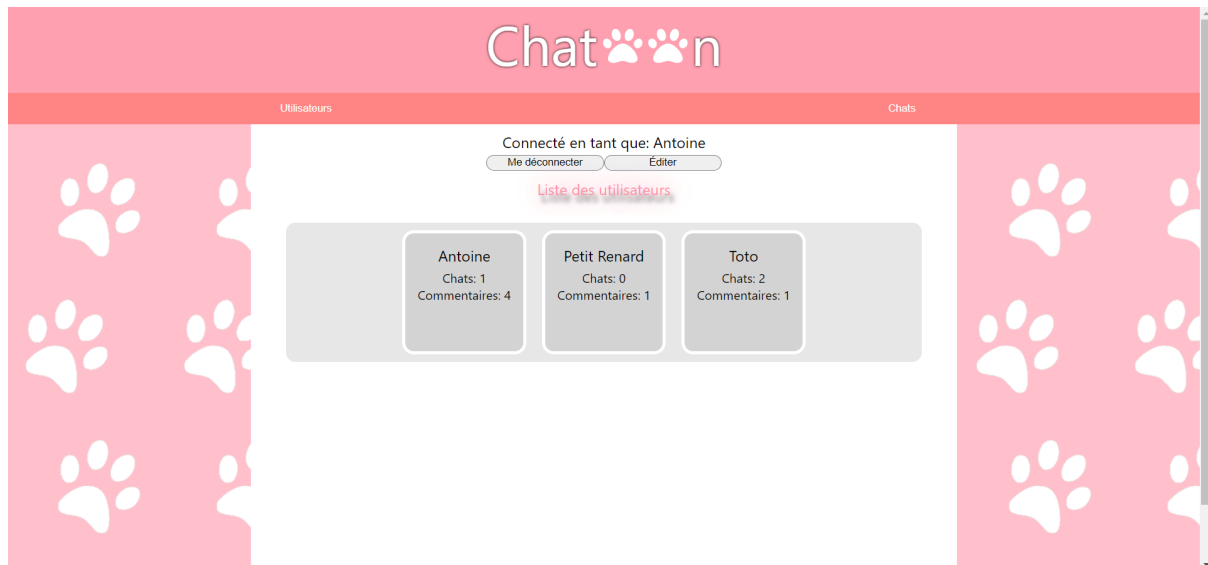 Chat n
Utilisateurs Chats
Connecté en tant que: Antoine
Me déconnecter Éditer
Liste des utilisateurs
Antoine Petit Renard Toto
Chats: 1 Chats: 0 Chats: 2
Commentaires: 4 Commentaires: 1 Commentaires: 1